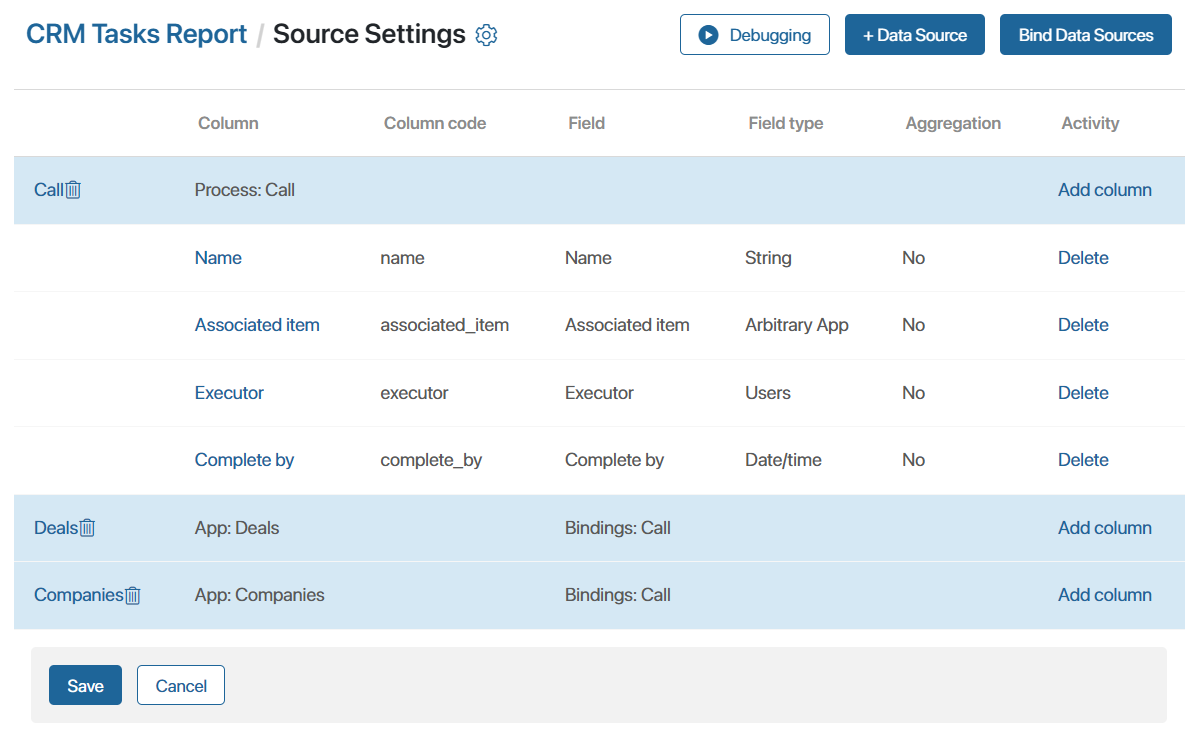 CRM Tasks Report / Source Settings
Debugging
+ Data Source
Bind Data Sources
Column Column code Field Field type Aggregation Activity
Call Process: Call Add column
Name name Name String No Delete
Associated item associated_item Associated item Arbitrary App No Delete
Executor executor Executor Users No Delete
Complete by complete_by Complete by Date/time No Delete
Deals App: Deals Bindings: Call Add column
Companies App: Companies Bindings: Call Add column
Save Cancel